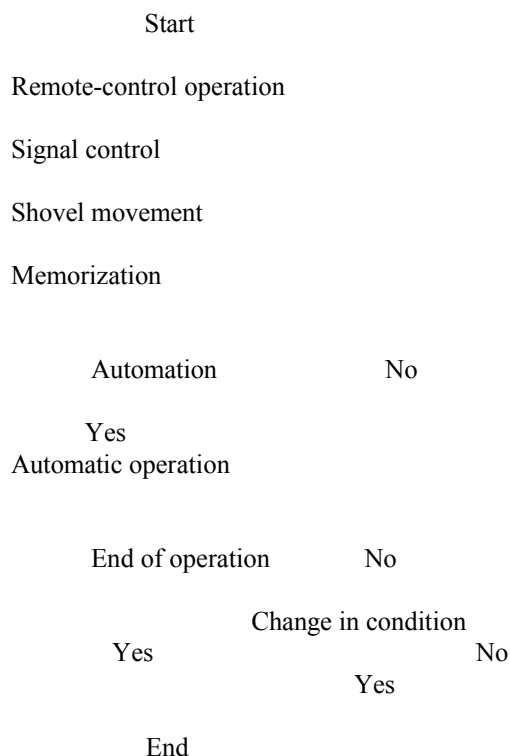 Start
Remote-control operation
Signal control
Shovel movement
Memorization
Automation No
Yes
Automatic operation
End of operation No
Change in condition
Yes No
Yes
End